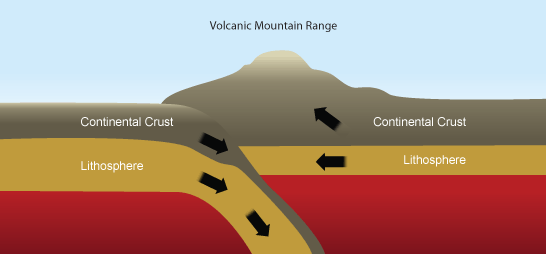 Volcanic Mountain Range
Continental Crust
Continental Crust
Lithosphere
Lithosphere